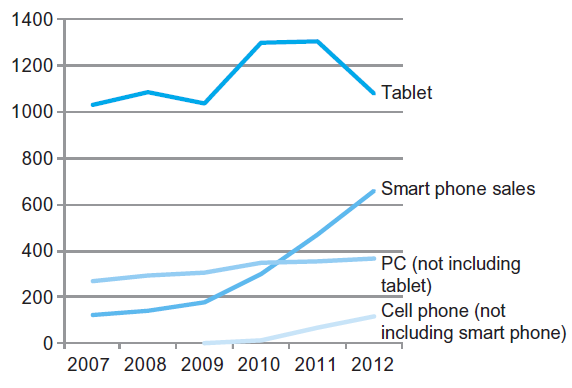 1400
1200
1000
800
600
400
200
0
Tablet
Smart phone sales
PC (not including
tablet)
Cell phone (not
including smart phone)
2007 2008 2009 2010 2011 2012